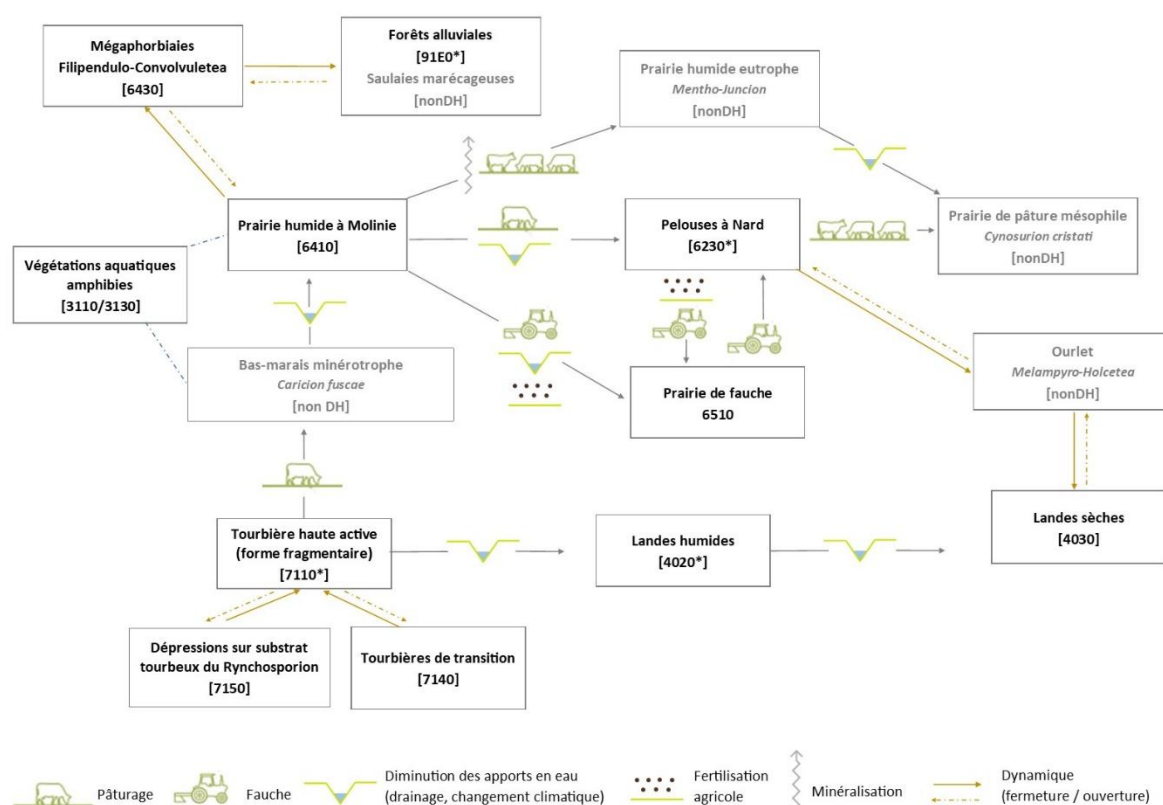 Mégaphorbiaies
Filipendulo-Convolvuletea
[6430]
Forêts alluviales
[91E0*]
Saulaies marécageuses
[nonDH]
Prairie humide eutrophe
Mentho-Juncion
[nonDH]
Prairie humide à Molinie
[6410]
Pelouses à Nard
[6230*]
Prairie de pâture mésophile
Cynosurion cristati
[nonDH]
Végétations aquatiques
amphibies
[3110/3130]
Bas-marais minérotrophe
Caricion fuscae
[non DH]
Prairie de fauche
6510
Ourlet
Melampyro-Holcetea
[nonDH]
Tourbière haute active
(forme fragmentaire)
[7110*]
Landes humides
[4020*]
Landes sèches
[4030]
Dépressions sur substrat
tourbeux du Rynchosporion
[7150]
Tourbières de transition
[7140]
Pâturage
Fauche
Diminution des apports en eau
(drainage, changement climatique)
Fertilisation
agricole
Minéralisation
Dynamique
(fermeture / ouverture)